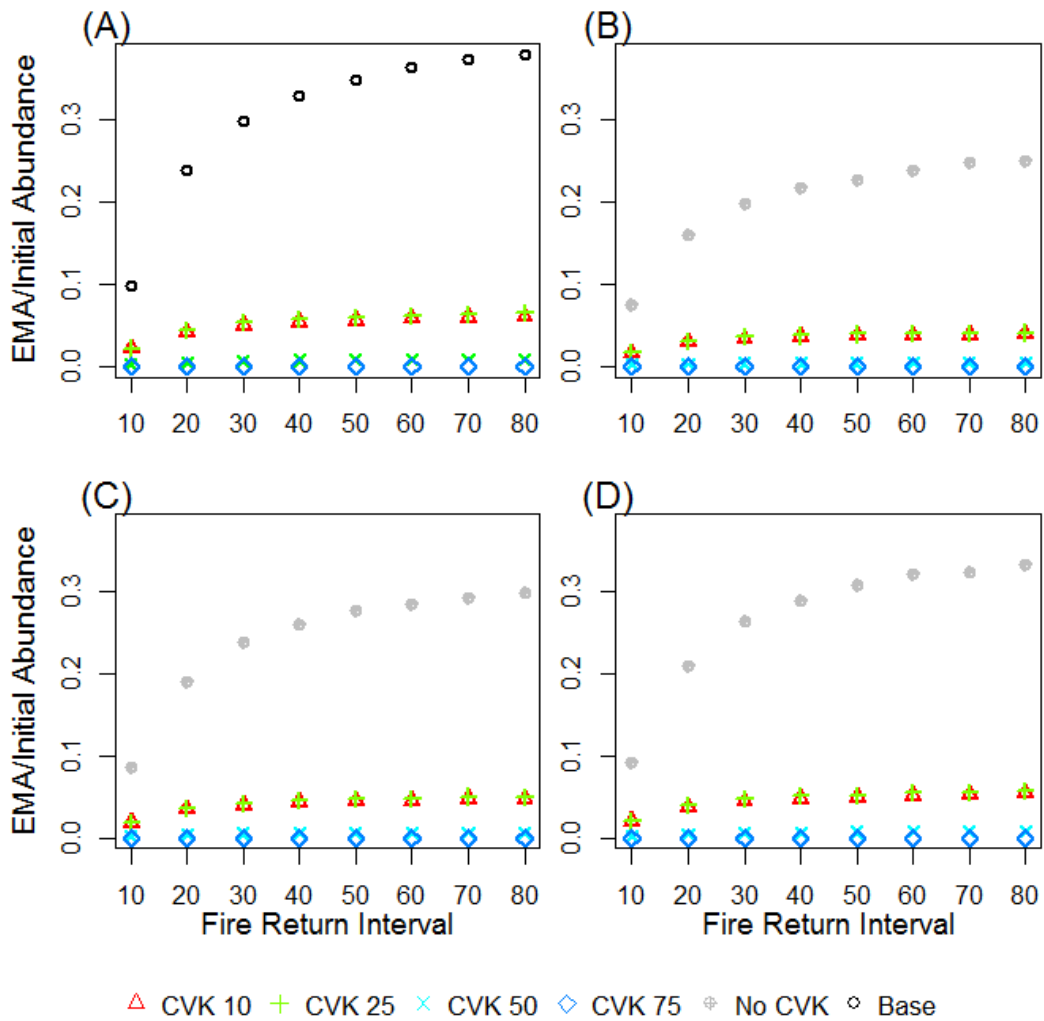 (A) (B)
EMA/Initial Abundance
0.0 0.1 0.2 0.3
0.0 0.1 0.2 0.3
10 20 30 40 50 60 70 80
10 20 30 40 50 60 70 80
(C) (D)
EMA/Initial Abundance
0.0 0.1 0.2 0.3
0.0 0.1 0.2 0.3
10 20 30 40 50 60 70 80
10 20 30 40 50 60 70 80
Fire Return Interval
Fire Return Interval
CVK 10 CVK 25 CVK 50 CVK 75 No CVK Base